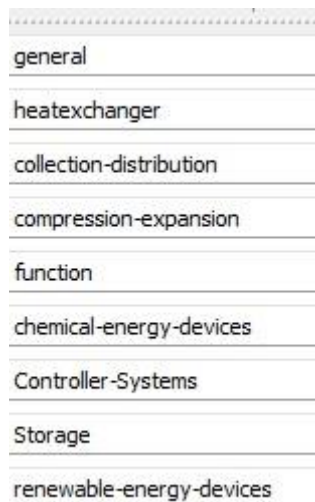 general
heatexchanger
collection-distribution
compression-expansion
function
chemical-energy-devices
Controller-Systems
Storage
renewable-energy-devices